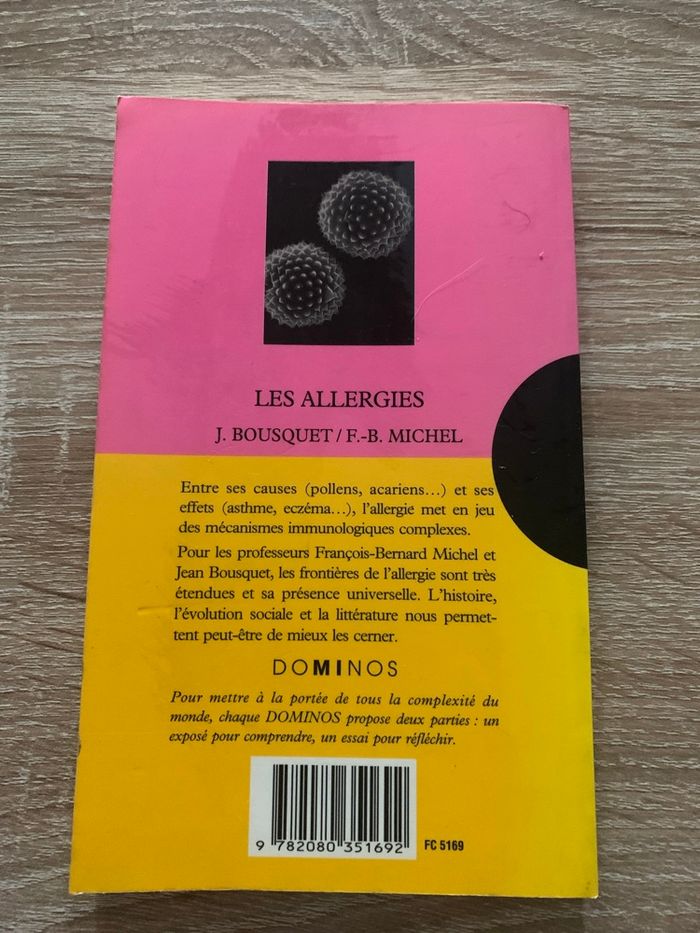 LES ALLERGIES
J. BOUSQUET / F.-B. MICHEL
Entre ses causes (pollens, acariens...) et ses
effets (asthme, eczéma...), l'allergie met en jeu
des mécanismes immunologiques complexes.
Pour les professeurs François-Bernard Michel et
Jean Bousquet, les frontières de l'allergie sont très
étendues et sa présence universelle. L'histoire,
l'évolution sociale et la littérature nous permet-
tent peut-être de mieux les cerner.
DOMINOS
Pour mettre à la portée de tous la complexité du
monde, chaque DOMINOS propose deux parties : un
exposé pour comprendre, un essai pour réfléchir.
9 782080 351692
FC 5169